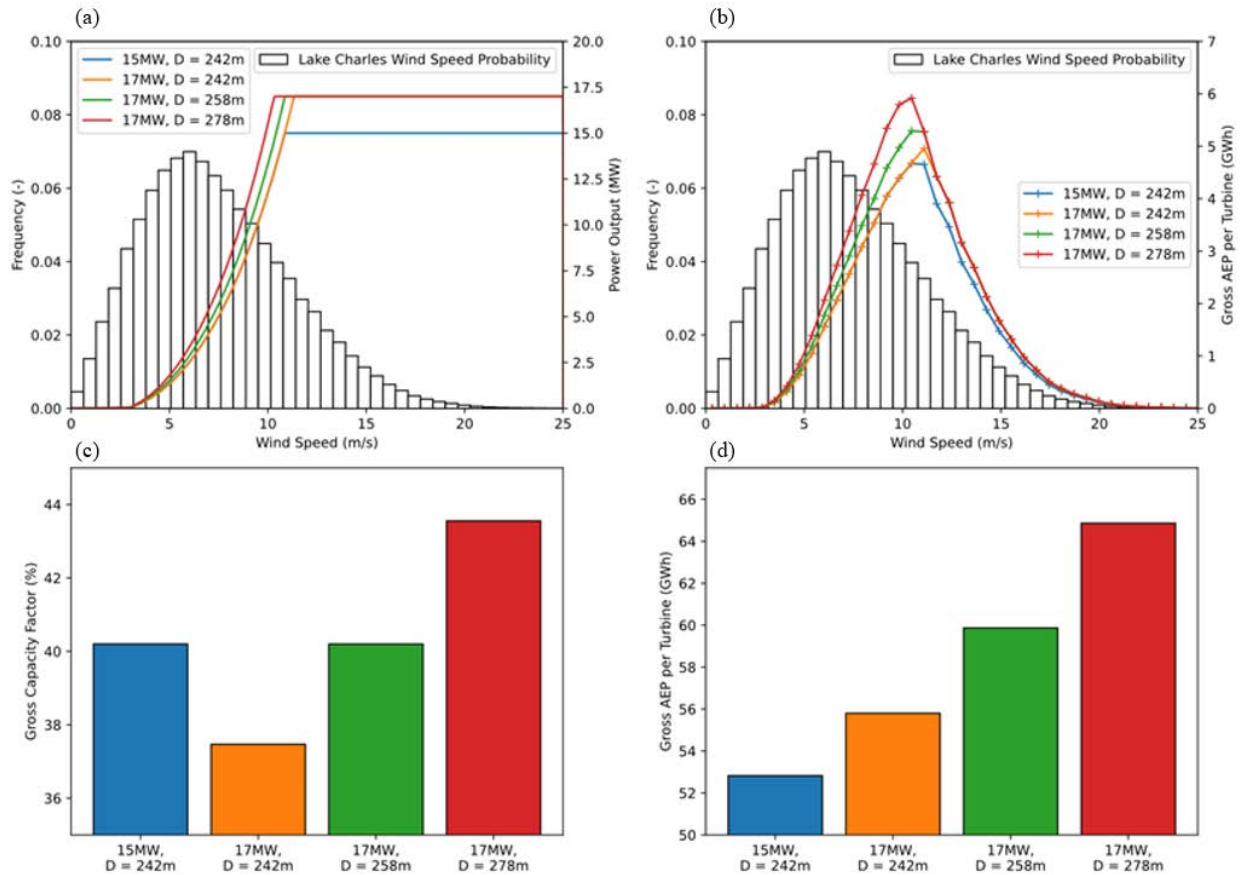 (a)
(b)
15MW, D = 242m
17MW, D = 242m
17MW, D = 258m
17MW, D = 278m
Lake Charles Wind Speed Probability
0.10
0.08
0.06
0.04
0.02
0.00
Frequency (-)
20.0
17.5
15.0
12.5
10.0
7.5
5.0
2.5
0.0
Power Output (MW)
0
5
10
15
20
25
Wind Speed (m/s)
Lake Charles Wind Speed Probability
15MW, D = 242m
17MW, D = 242m
17MW, D = 258m
17MW, D = 278m
0.10
0.08
0.06
0.04
0.02
0.00
Frequency (-)
7
6
5
4
3
2
1
0
Gross AEP per Turbine (GWh)
0
5
10
15
20
25
Wind Speed (m/s)
(c)
(d)
44
42
40
38
36
Gross Capacity Factor (%)
15MW,
D = 242m
17MW,
D = 242m
17MW,
D = 258m
17MW,
D = 278m
66
64
62
60
58
56
54
52
50
Gross AEP per Turbine (GWh)
15MW,
D = 242m
17MW,
D = 242m
17MW,
D = 258m
17MW,
D = 278m